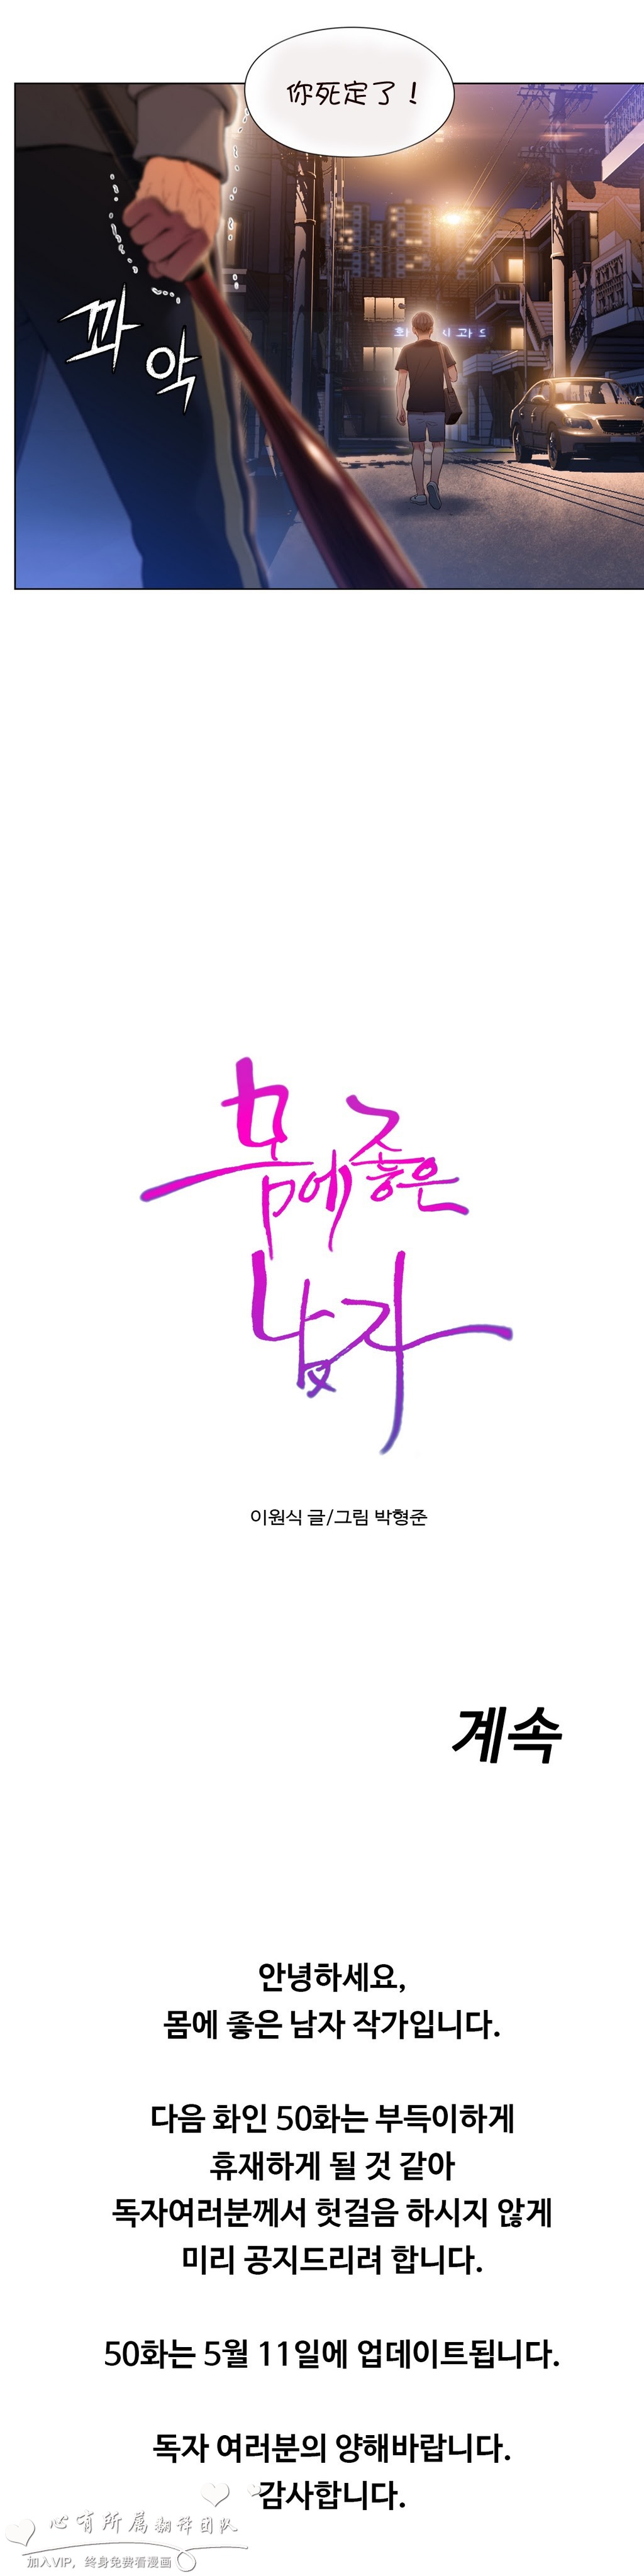 你死定了！
꽈
악
몸에 좋은
남자
이원식 글/그림 박형준
계속
안녕하세요,
몸에 좋은 남자 작가입니다.
다음 화인 50화는 부득이하게
휴재하게 될 것 같아
독자여러분께서 헛걸음 하시지 않게
미리 공지드리려 합니다.
50화는 5월 11일에 업데이트됩니다.
독자 여러분의 양해바랍니다.
감사합니다.
心有所属翻译团队
加入VIP，终身免费看漫画